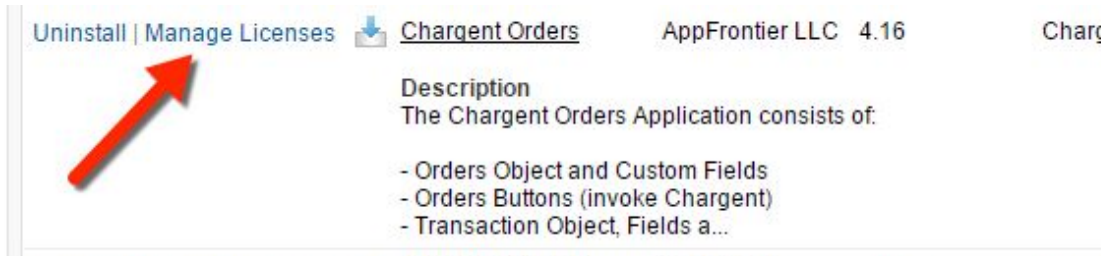 Uninstall | Manage Licenses Chargent Orders AppFrontier LLC 4.16 Charg
Description
The Chargent Orders Application consists of:
- Orders Object and Custom Fields
- Orders Buttons (invoke Chargent)
- Transaction Object, Fields a...